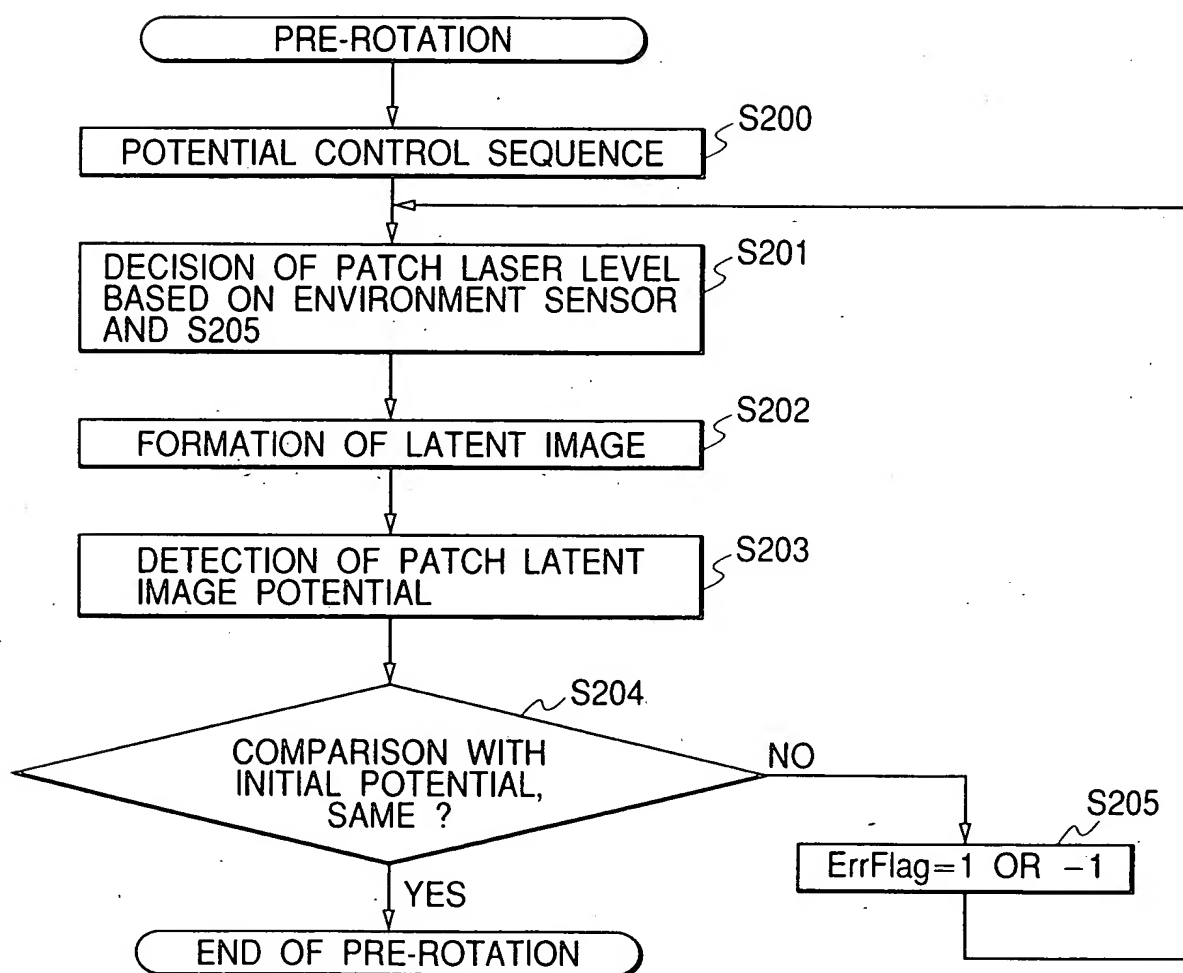 PRE-ROTATION
S200
POTENTIAL CONTROL SEQUENCE
S201
DECISION OF PATCH LASER LEVEL
BASED ON ENVIRONMENT SENSOR
AND S205
S202
FORMATION OF LATENT IMAGE
S203
DETECTION OF PATCH LATENT
IMAGE POTENTIAL
S204
COMPARISON WITH
INITIAL POTENTIAL,
SAME ?
NO
S205
ErrFlag=1 OR −1
YES
END OF PRE-ROTATION